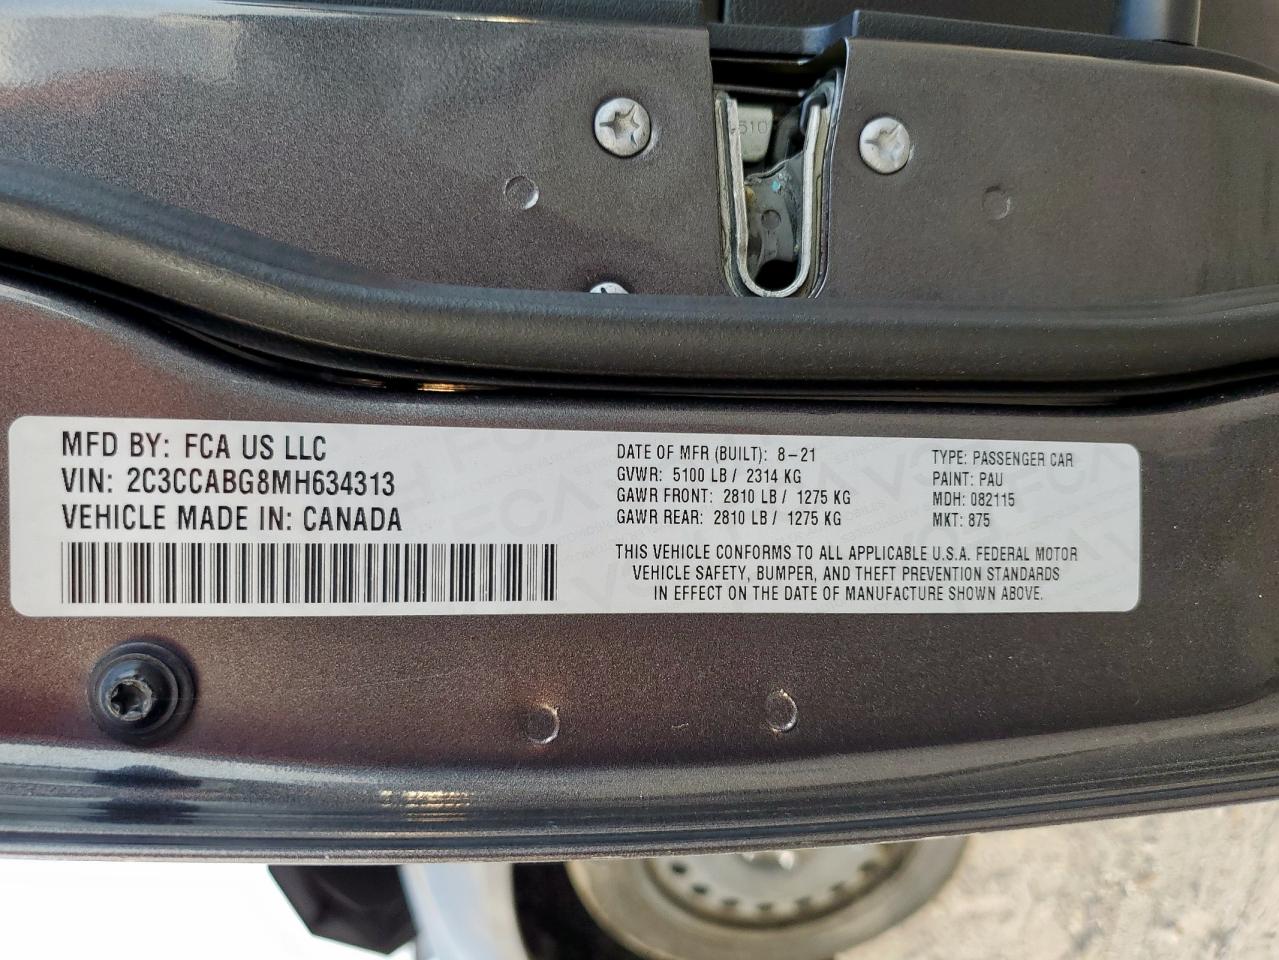 510
MFD BY: FCA US LLC
VIN: 2C3CCABG8MH634313
VEHICLE MADE IN: CANADA
DATE OF MFR (BUILT): 8-21
GVWR: 5100 LB / 2314 KG
GAWR FRONT: 2810 LB / 1275 KG
GAWR REAR: 2810 LB / 1275 KG
TYPE: PASSENGER CAR
PAINT: PAU
MDH: 082115
MKT: 875
THIS VEHICLE CONFORMS TO ALL APPLICABLE U.S.A. FEDERAL MOTOR
VEHICLE SAFETY, BUMPER, AND THEFT PREVENTION STANDARDS
IN EFFECT ON THE DATE OF MANUFACTURE SHOWN ABOVE.